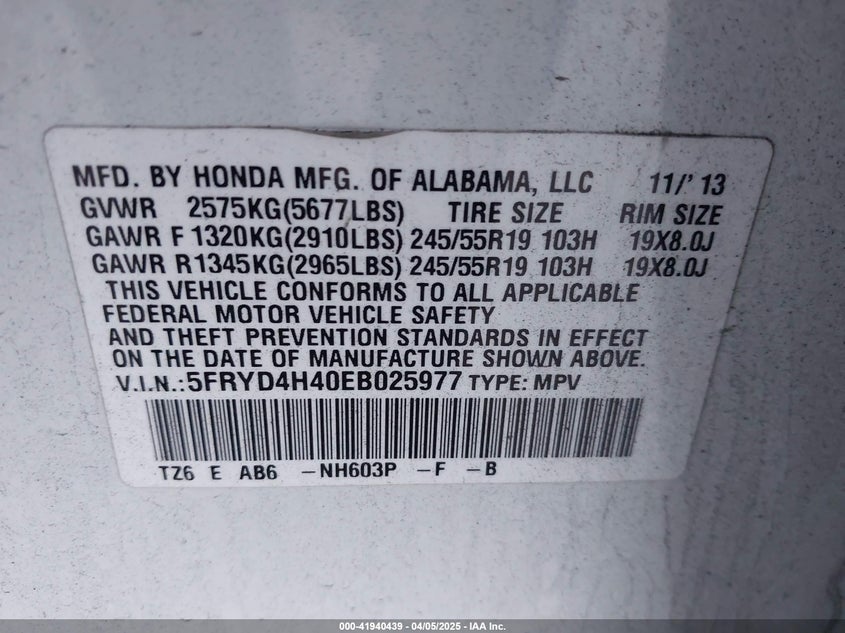 MFD. BY HONDA MFG. OF ALABAMA, LLC 11/' 13
GVWR 2575KG(5677LBS) TIRE SIZE RIM SIZE
GAWR F 1320KG(2910LBS) 245/55R19 103H 19X8.0J
GAWR R1345KG(2965LBS) 245/55R19 103H 19X8.0J
THIS VEHICLE CONFORMS TO ALL APPLICABLE
FEDERAL MOTOR VEHICLE SAFETY
AND THEFT PREVENTION STANDARDS IN EFFECT
ON THE DATE OF MANUFACTURE SHOWN ABOVE.
V.I.N.:5FRYD4H40EB025977 TYPE: MPV
TZ6 E AB6 -NH603P -F -B
000-41940439 - 04/05/2025 - IAA Inc.